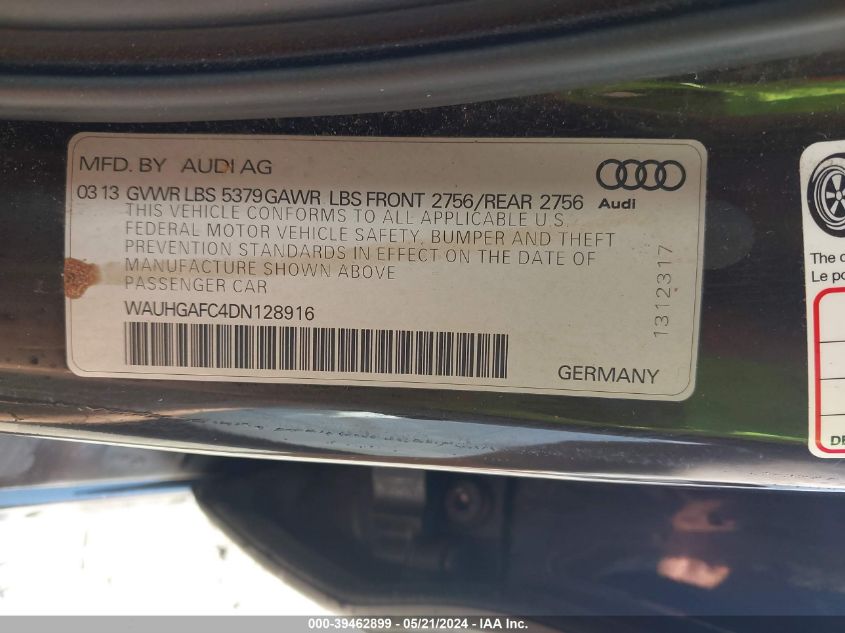 MFD. BY AUDI AG
03 13 GVWR LBS 5379 GAWR LBS FRONT 2756/REAR 2756
Audi
THIS VEHICLE CONFORMS TO ALL APPLICABLE U.S.
FEDERAL MOTOR VEHICLE SAFETY, BUMPER AND THEFT
PREVENTION STANDARDS IN EFFECT ON THE DATE OF
MANUFACTURE SHOWN ABOVE
PASSENGER CAR
WAUHGAFC4DN128916
GERMANY
1312317
The
Le
000-39462899 - 05/21/2024 - IAA Inc.